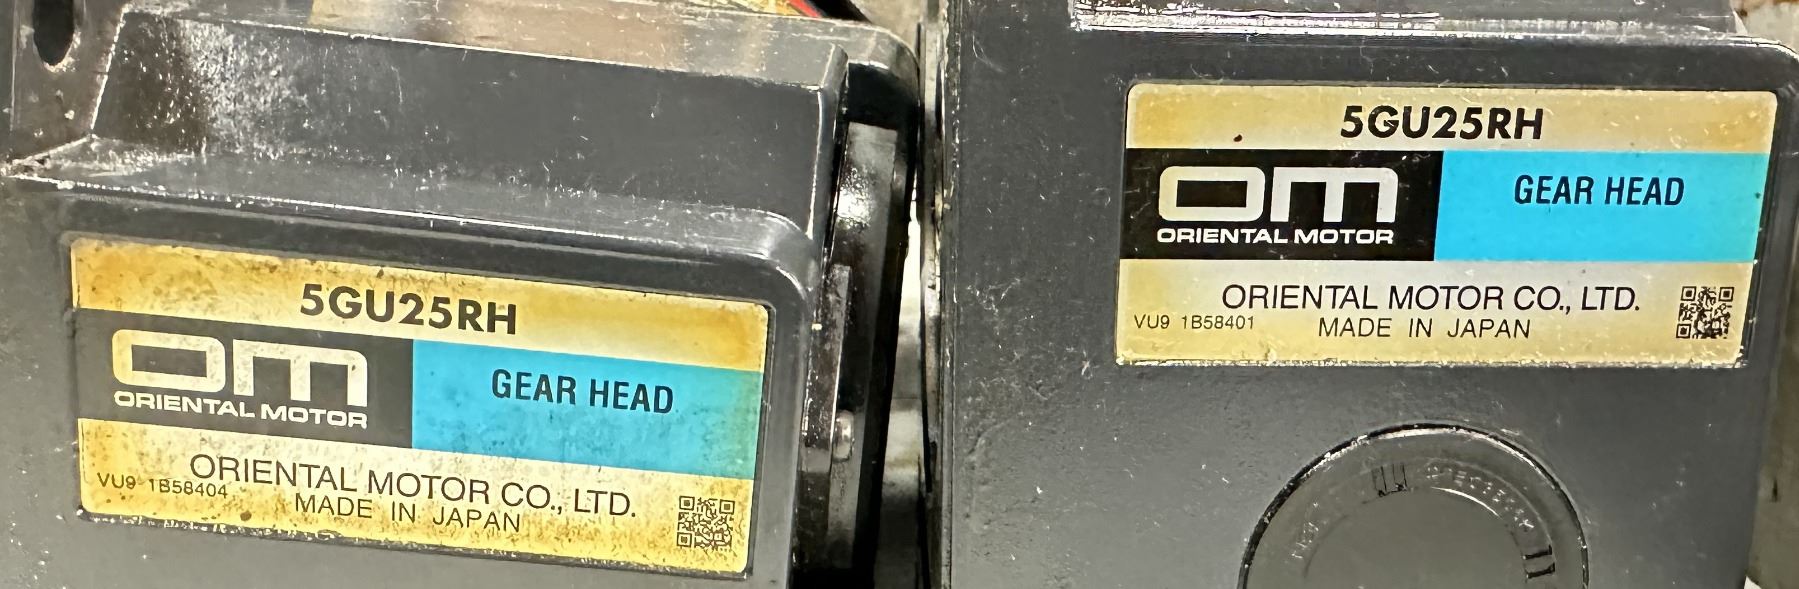 5GU25RH
OM
ORIENTAL MOTOR
GEAR HEAD
ORIENTAL MOTOR CO., LTD.
VU9 1B58404
MADE IN JAPAN
5GU25RH
OM
ORIENTAL MOTOR
GEAR HEAD
ORIENTAL MOTOR CO., LTD.
VU9 1B58401
MADE IN JAPAN